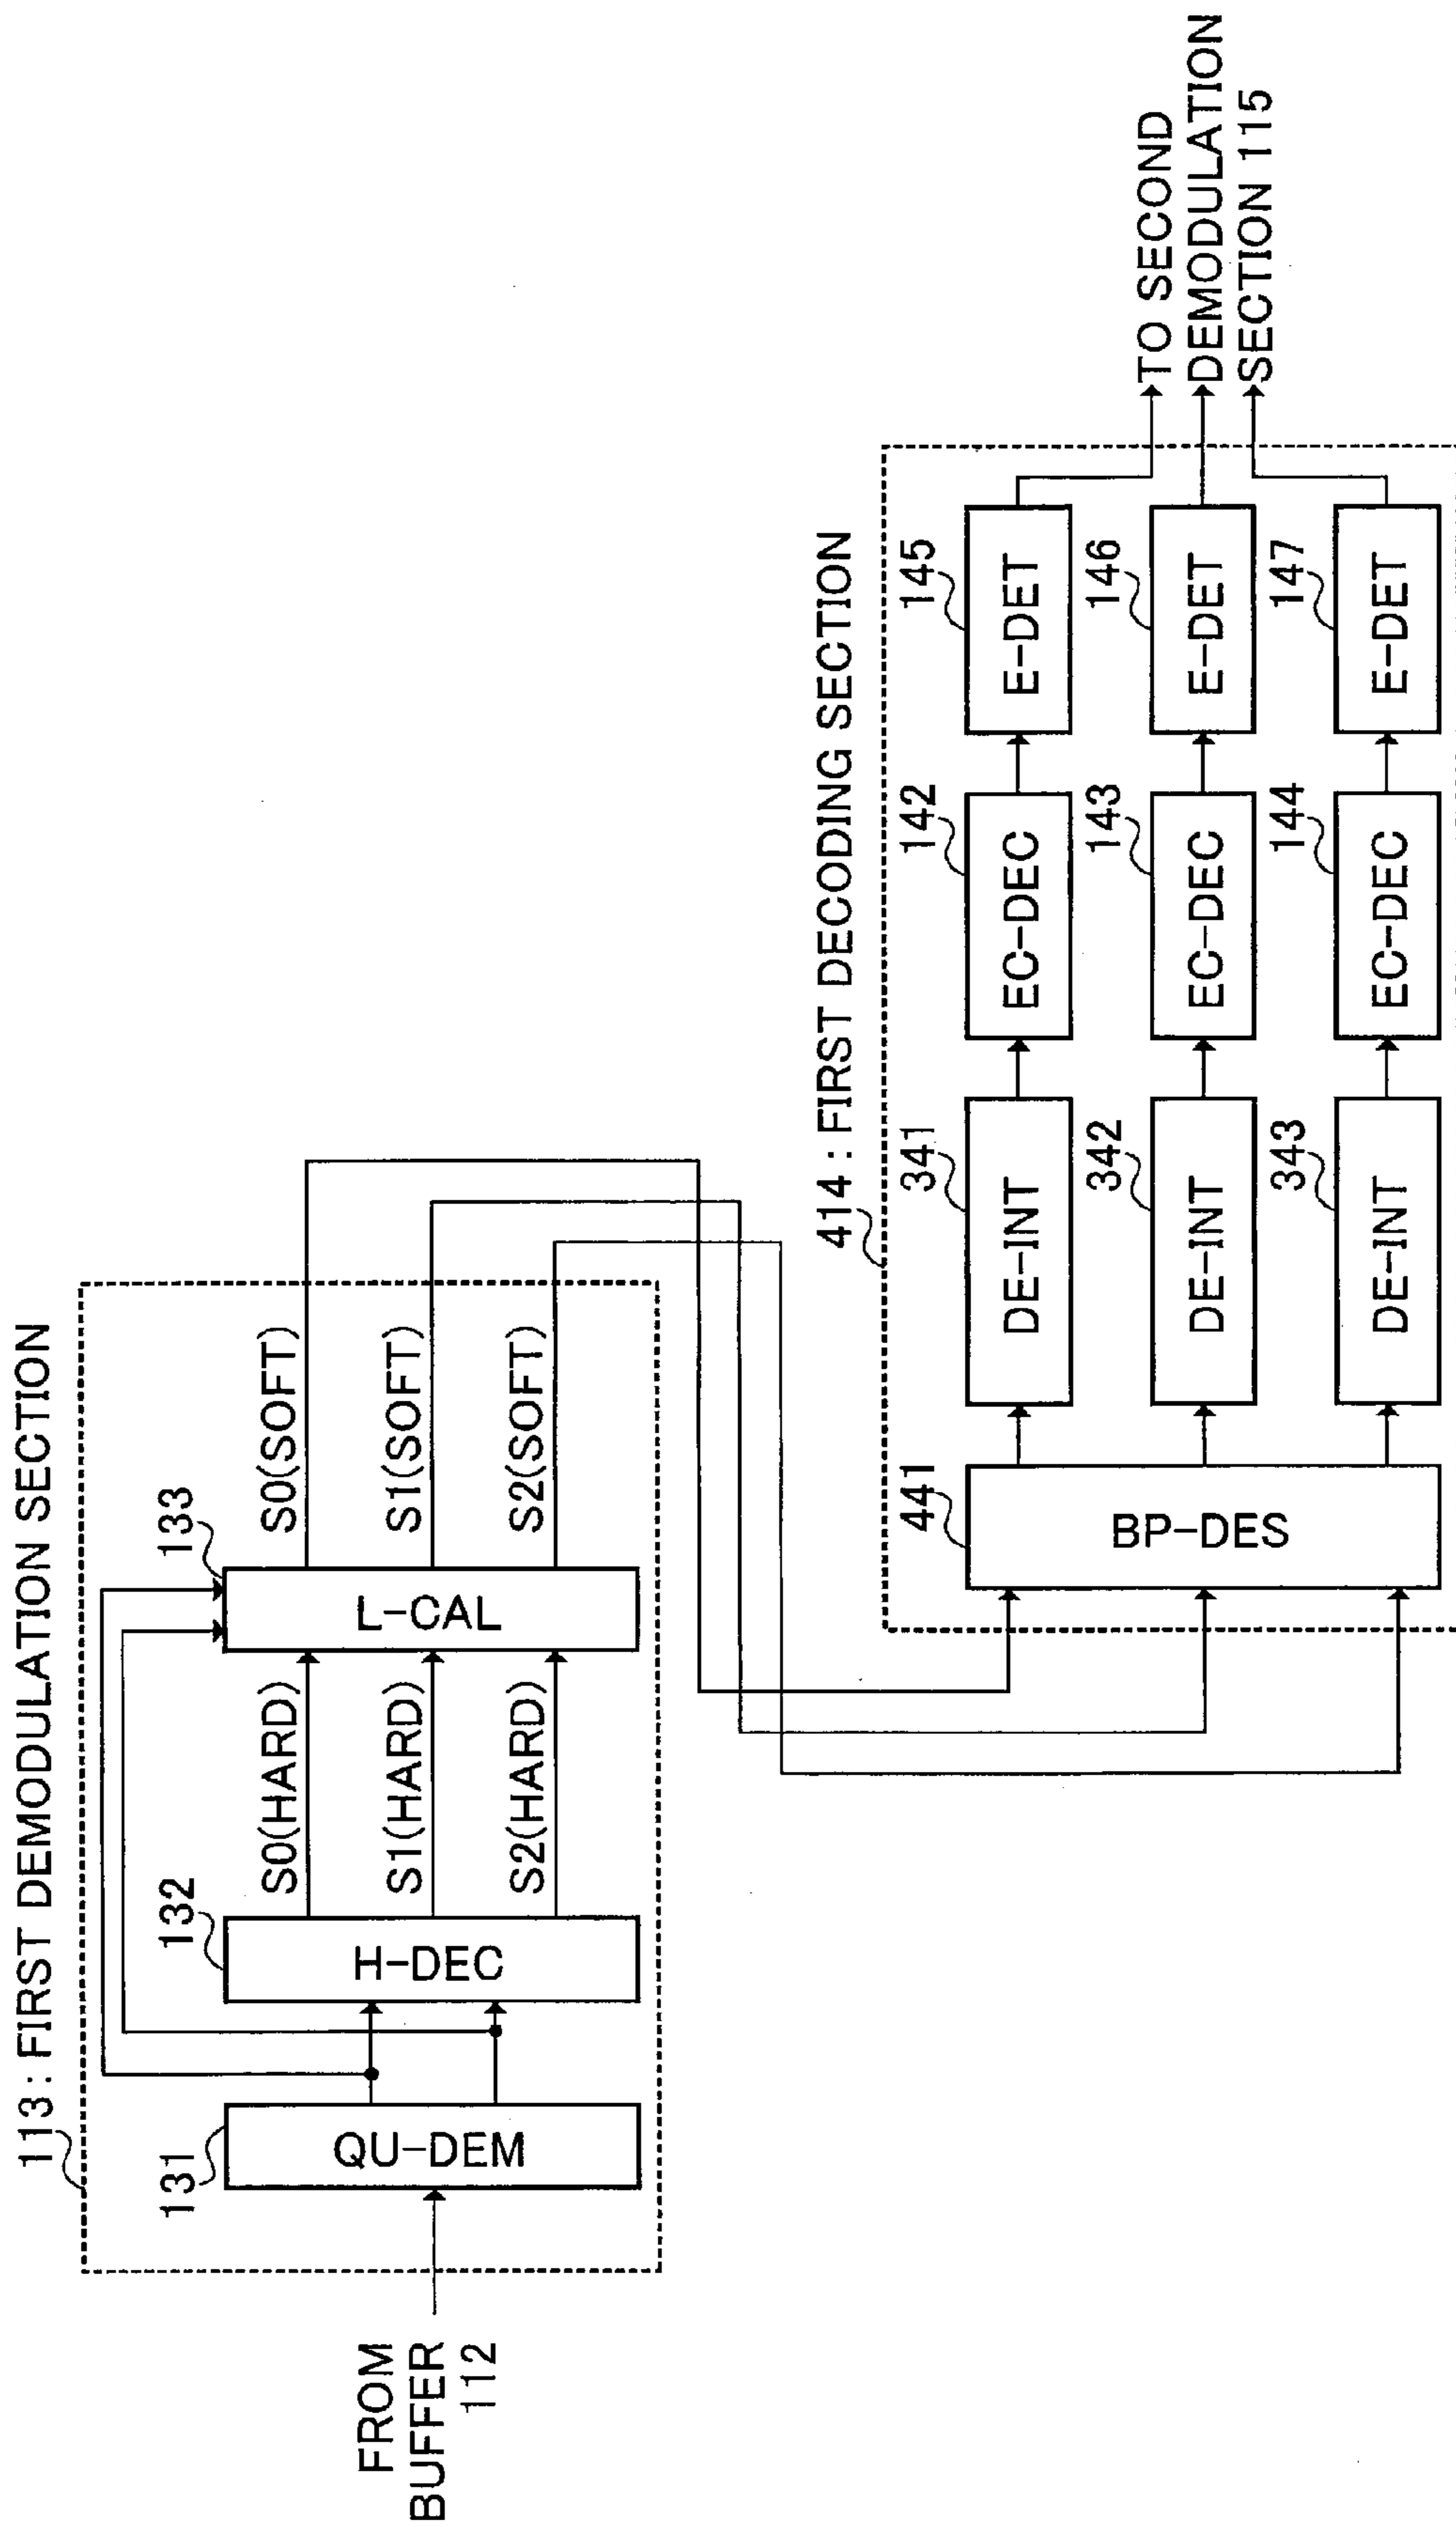 113 : FIRST DEMODULATION SECTION
FROM
BUFFER
112
131
QU-DEM
132
H-DEC
S0(HARD)
S1(HARD)
S2(HARD)
133
L-CAL
S0(SOFT)
S1(SOFT)
S2(SOFT)
414 : FIRST DECODING SECTION
441
BP-DES
341
DE-INT
142
EC-DEC
145
E-DET
342
DE-INT
143
EC-DEC
146
E-DET
343
DE-INT
144
EC-DEC
147
E-DET
TO SECOND
DEMODULATION
SECTION 115